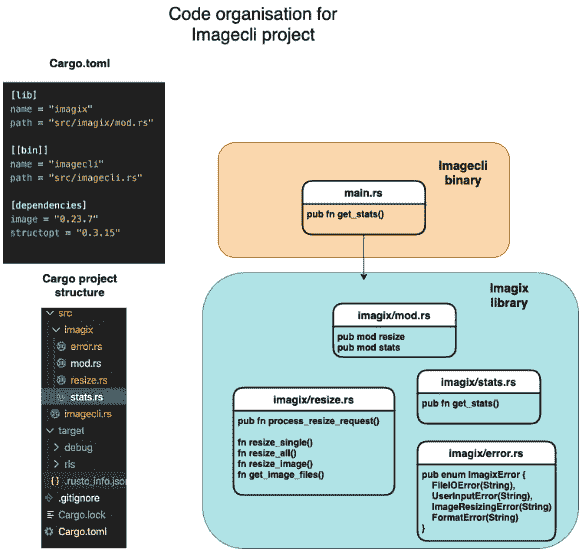 Code organisation for
Imagecli project
Cargo.toml
[lib]
name = "imagix"
path = "src/imagix/mod.rs"
[[bin]]
name = "imagecli"
path = "src/imagecli.rs"
[dependencies]
image = "0.23.7"
structopt = "0.3.15"
Cargo project
structure
src
imagix
error.rs
mod.rs
resize.rs
stats.rs
imagecli.rs
target
debug
rls
{} .rustc_info.json
.gitignore
Cargo.lock
Cargo.toml
Imagecli
binary
main.rs
pub fn get_stats()
Imagix
library
imagix/mod.rs
pub mod resize
pub mod stats
imagix/resize.rs
pub fn process_resize_request()
fn resize_single()
fn resize_all()
fn resize_image()
fn get_image_files()
imagix/stats.rs
pub fn get_stats()
imagix/error.rs
pub enum ImagixError {
FileIOError(String),
UserInputError(String),
ImageResizingError(String)
FormatError(String)
}